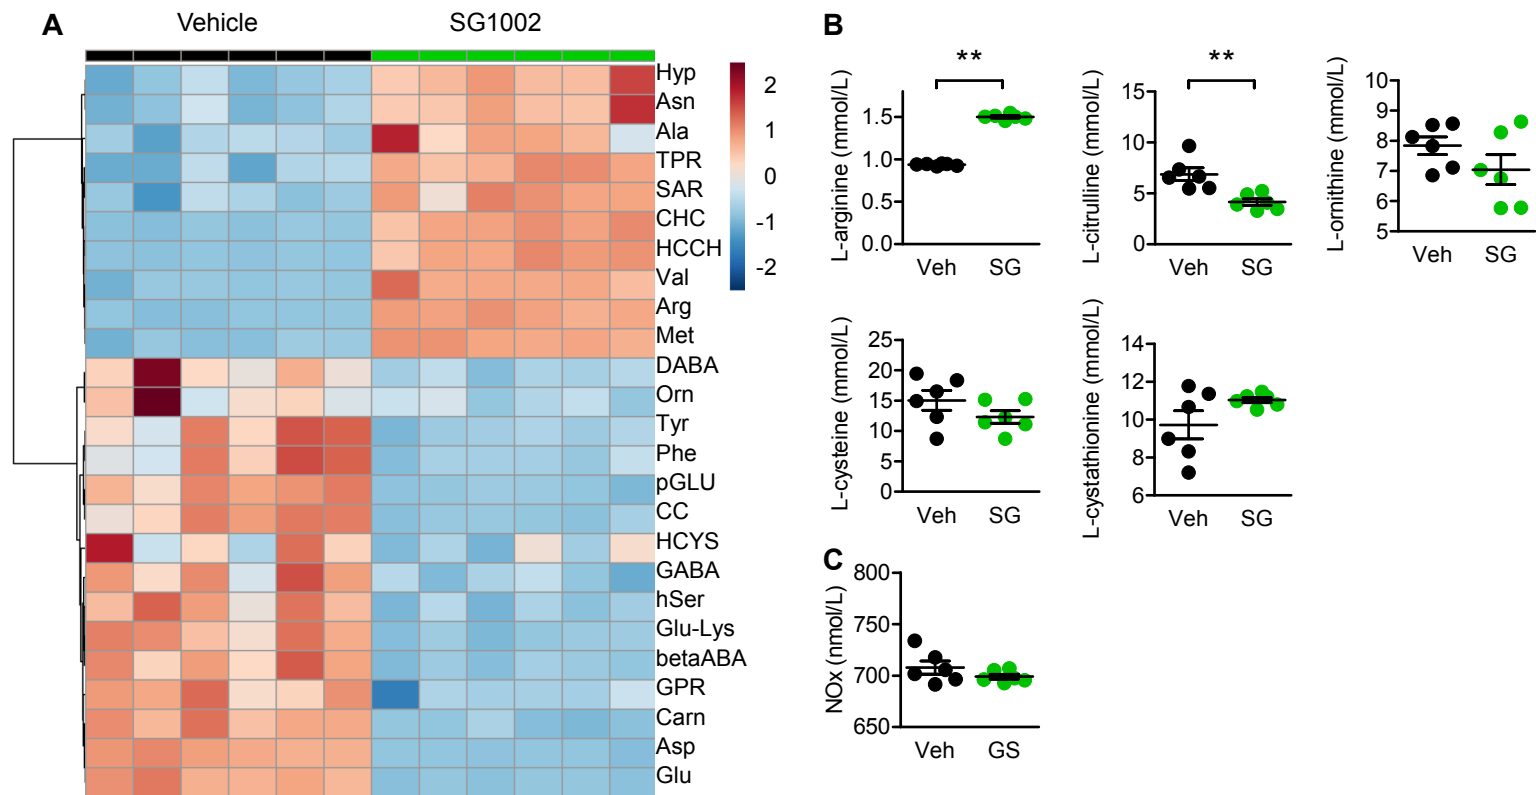 A
Vehicle
SG1002
Hyp
Asn
Ala
TPR
SAR
CHC
HCCH
Val
Arg
Met
DABA
Orn
Tyr
Phe
pGLU
CC
HCYS
GABA
hSer
Glu-Lys
betaABA
GPR
Carn
Asp
Glu
2
1
0
-1
-2
B
**
L-arginine (mmol/L)
1.5
1.0
0.5
0.0
Veh SG
**
L-citrulline (mmol/L)
15
10
5
0
Veh SG
L-ornithine (mmol/L)
10
9
8
7
6
5
Veh SG
L-cysteine (mmol/L)
25
20
15
10
5
0
Veh SG
L-cystathionine (mmol/L)
14
12
10
8
6
Veh SG
C
NOx (nmol/L)
800
750
700
650
Veh GS